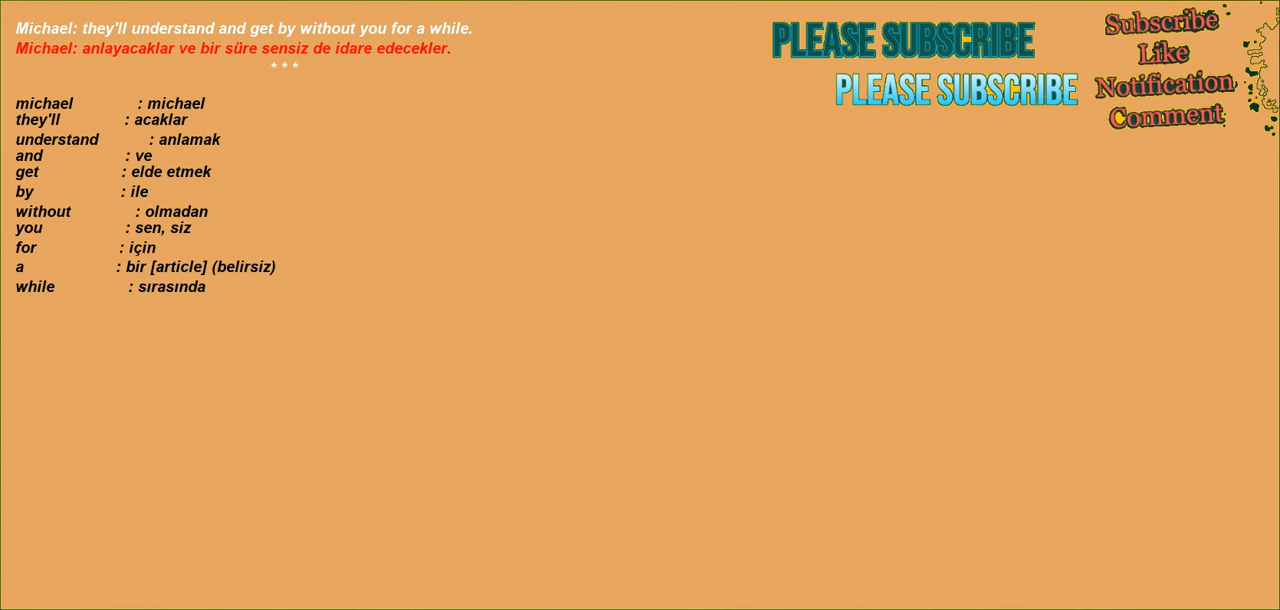 Michael: they'll understand and get by without you for a while.
Michael: anlayacaklar ve bir süre sensiz de idare edecekler.
* * *
michael : michael
they'll : acaklar
understand : anlamak
and : ve
get : elde etmek
by : ile
without : olmadan
you : sen, siz
for : için
a : bir [article] (belirsiz)
while : sırasında
PLEASE SUBSCRIBE
PLEASE SUBSCRIBE
Subscribe
Like
Notification
Comment